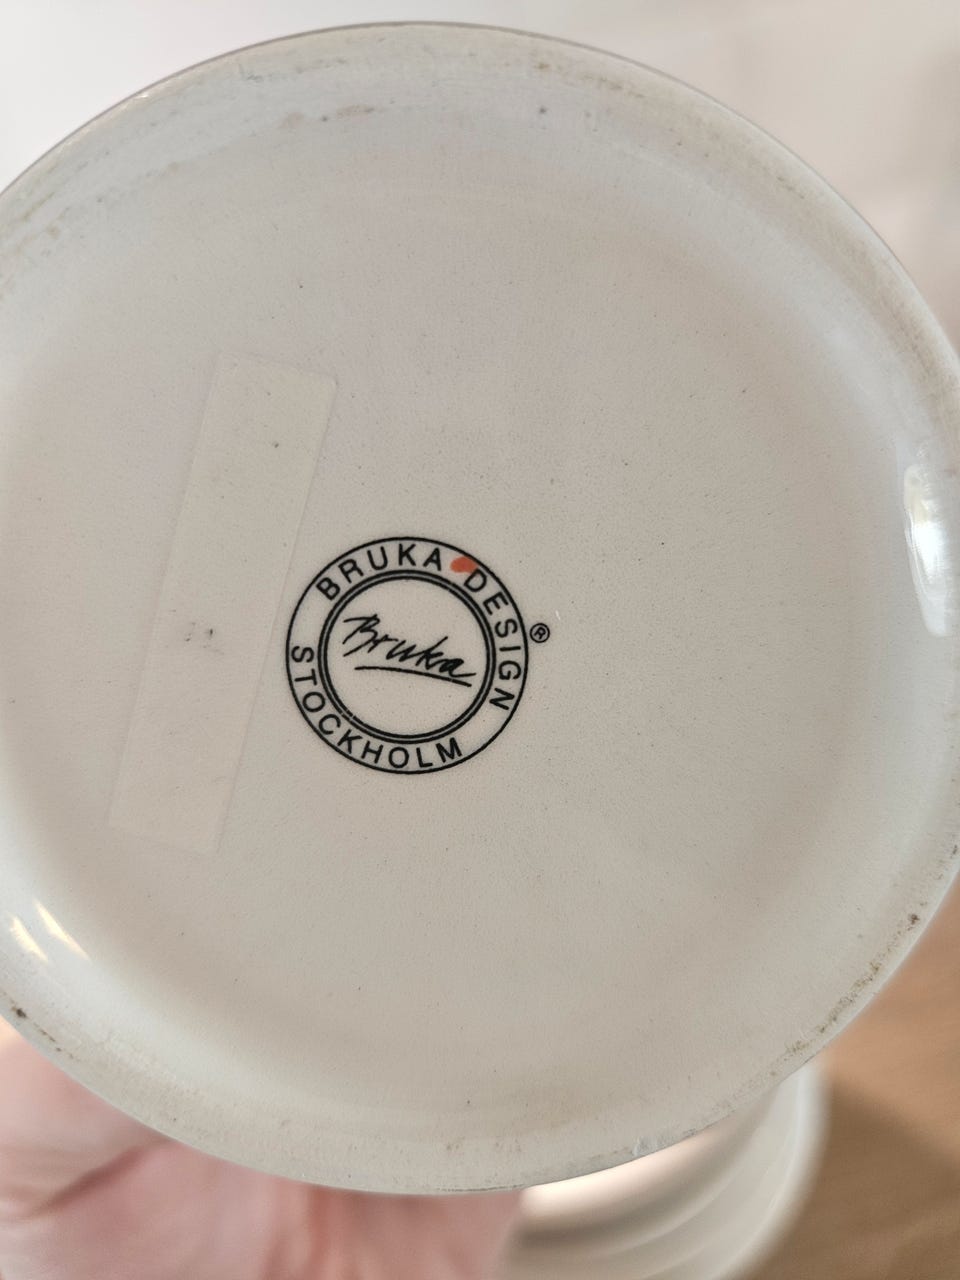 BRUKA DESIGN
®
Bruka
STOCKHOLM